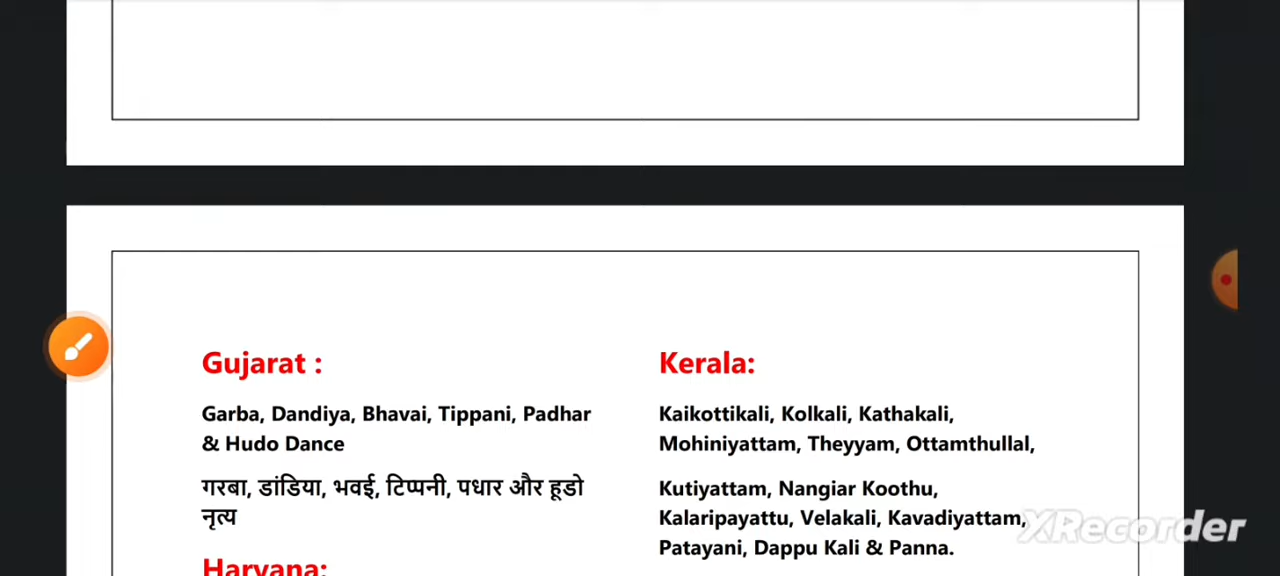 Gujarat :
Garba, Dandiya, Bhavai, Tippani, Padhar
& Hudo Dance
गरबा, डांडिया, भवई, टिप्पनी, पधार और हूडो
नृत्य
Haryana:
Kerala:
Kaikottikali, Kolkali, Kathakali,
Mohiniyattam, Theyyam, Ottamthullal,
Kutiyattam, Nangiar Koothu,
Kalaripayattu, Velakali, Kavadiyattam,
Patayani, Dappu Kali & Panna.
XRecorder